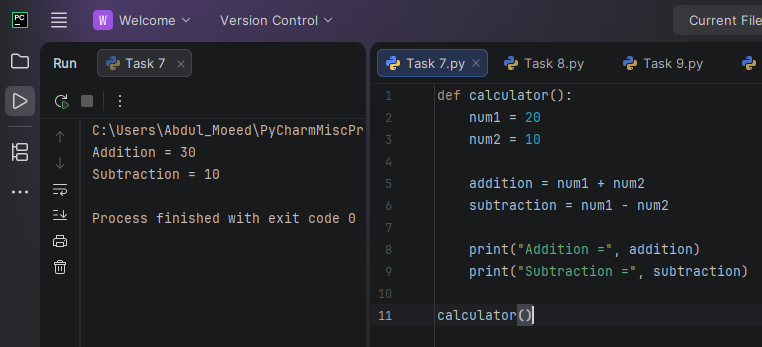 PC
W Welcome Version Control Current File
Run Task 7
Task 7.py Task 8.py Task 9.py
C:\Users\Abdul_Moeed\PyCharmMiscPr
Addition = 30
Subtraction = 10
Process finished with exit code 0
1 def calculator():
2     num1 = 20
3     num2 = 10
4
5     addition = num1 + num2
6     subtraction = num1 - num2
7
8     print("Addition =", addition)
9     print("Subtraction =", subtraction)
10
11 calculator()